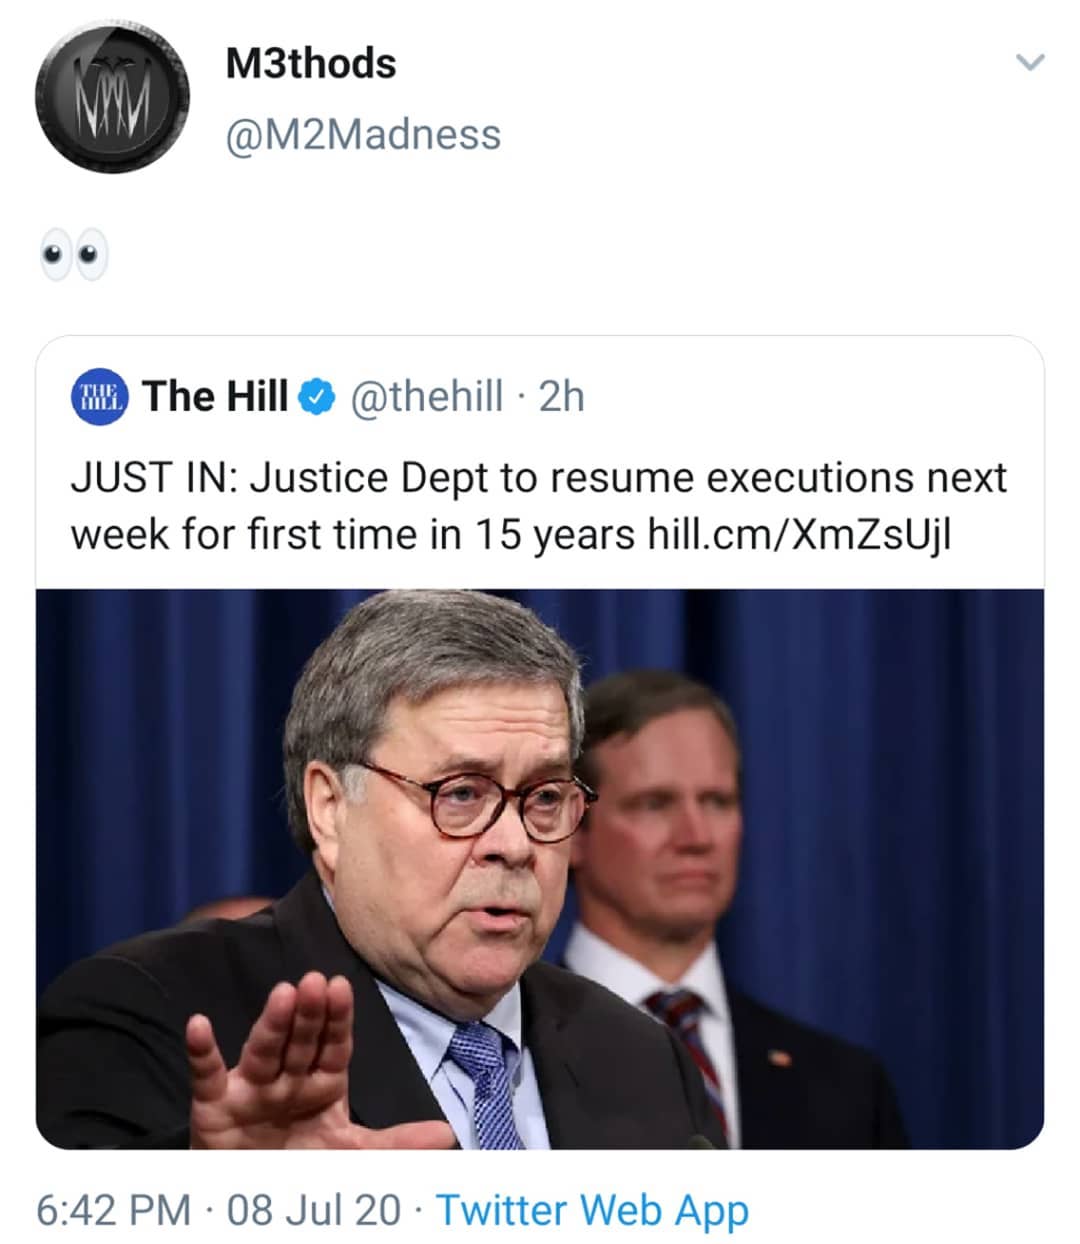 M3thods
@M2Madness
👀
THE
HILL
The Hill @thehill · 2h
JUST IN: Justice Dept to resume executions next
week for first time in 15 years hill.cm/XmZsUjl
6:42 PM · 08 Jul 20 · Twitter Web App